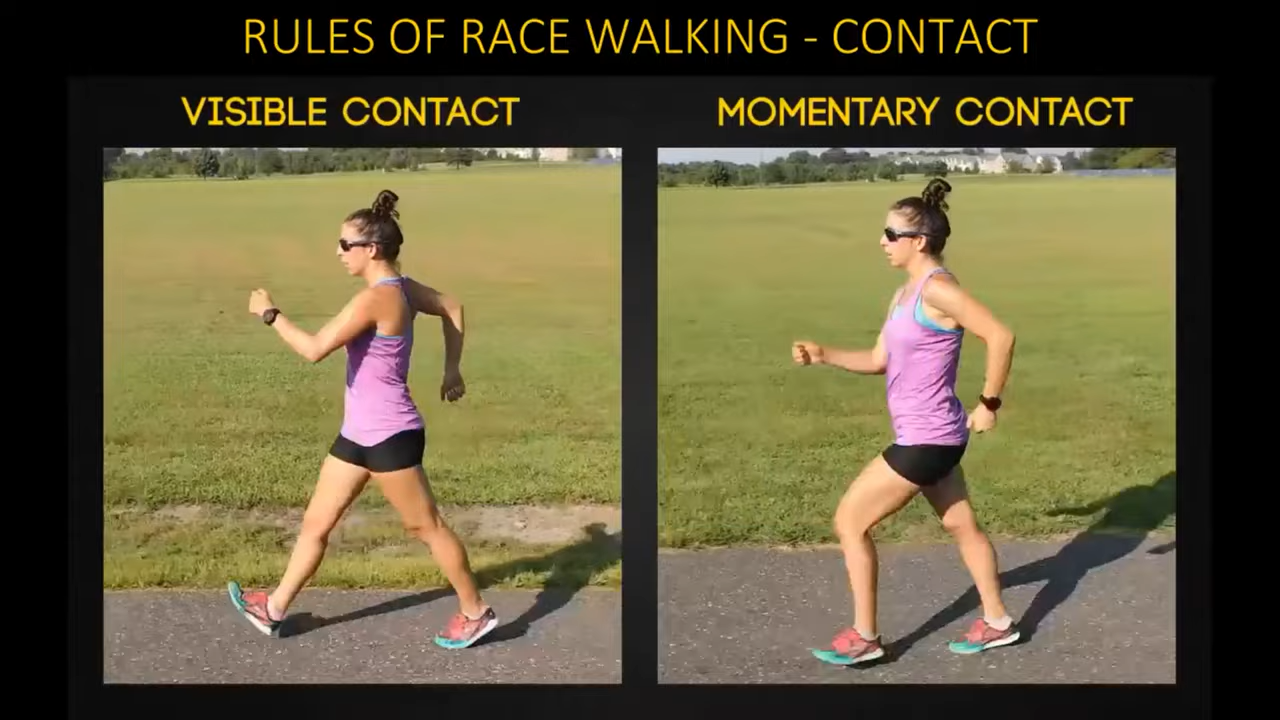 RULES OF RACE WALKING - CONTACT
VISIBLE CONTACT
MOMENTARY CONTACT